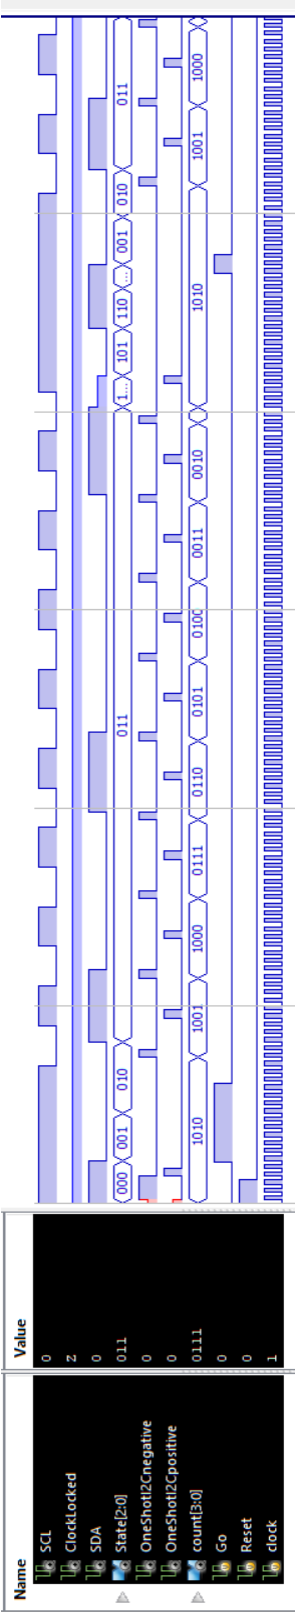 Name Value
SCL 0
ClockLocked Z
SDA 0
State[2:0] 011 000 001 010 011 1... 101 110 ... 001 010 011
OneShotI2Cnegative 0
OneShotI2Cpositive 0
count[3:0] 0111 1010 1001 1000 0111 0110 0101 0100 0011 0010 1010 1001 1000
Go 0
Reset 0
clock 1